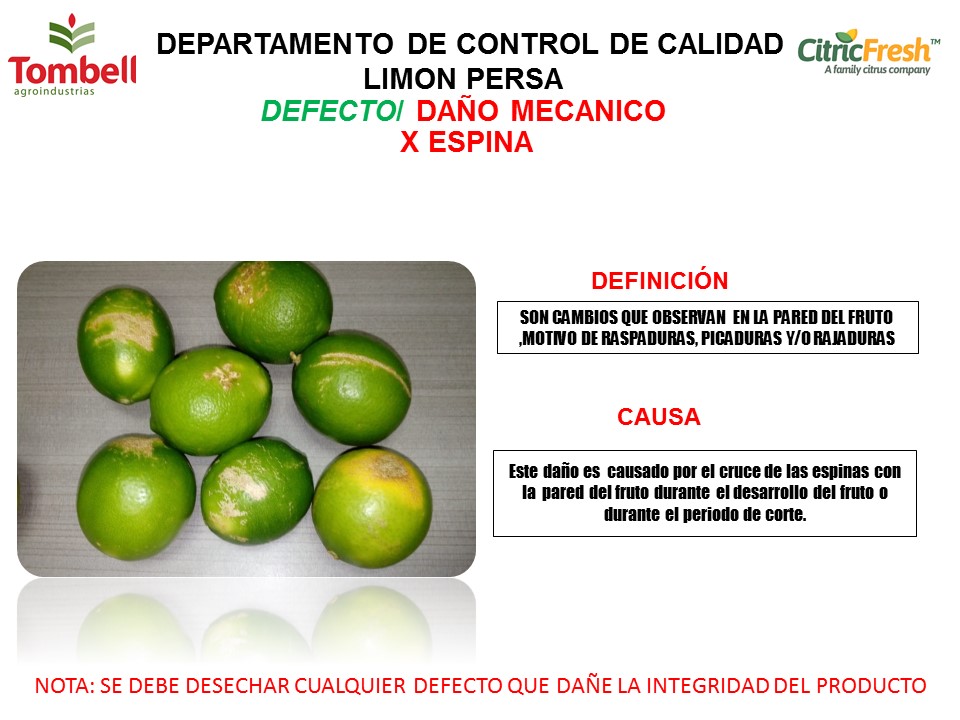 Tombell
agroindustrias
DEPARTAMENTO DE CONTROL DE CALIDAD
CitricFresh™
A family citrus company
LIMON PERSA
DEFECTO/ DAÑO MECANICO
X ESPINA
DEFINICIÓN
SON CAMBIOS QUE OBSERVAN EN LA PARED DEL FRUTO
,MOTIVO DE RASPADURAS, PICADURAS Y/O RAJADURAS
CAUSA
Este daño es causado por el cruce de las espinas con
la pared del fruto durante el desarrollo del fruto o
durante el periodo de corte.
NOTA: SE DEBE DESECHAR CUALQUIER DEFECTO QUE DAÑE LA INTEGRIDAD DEL PRODUCTO